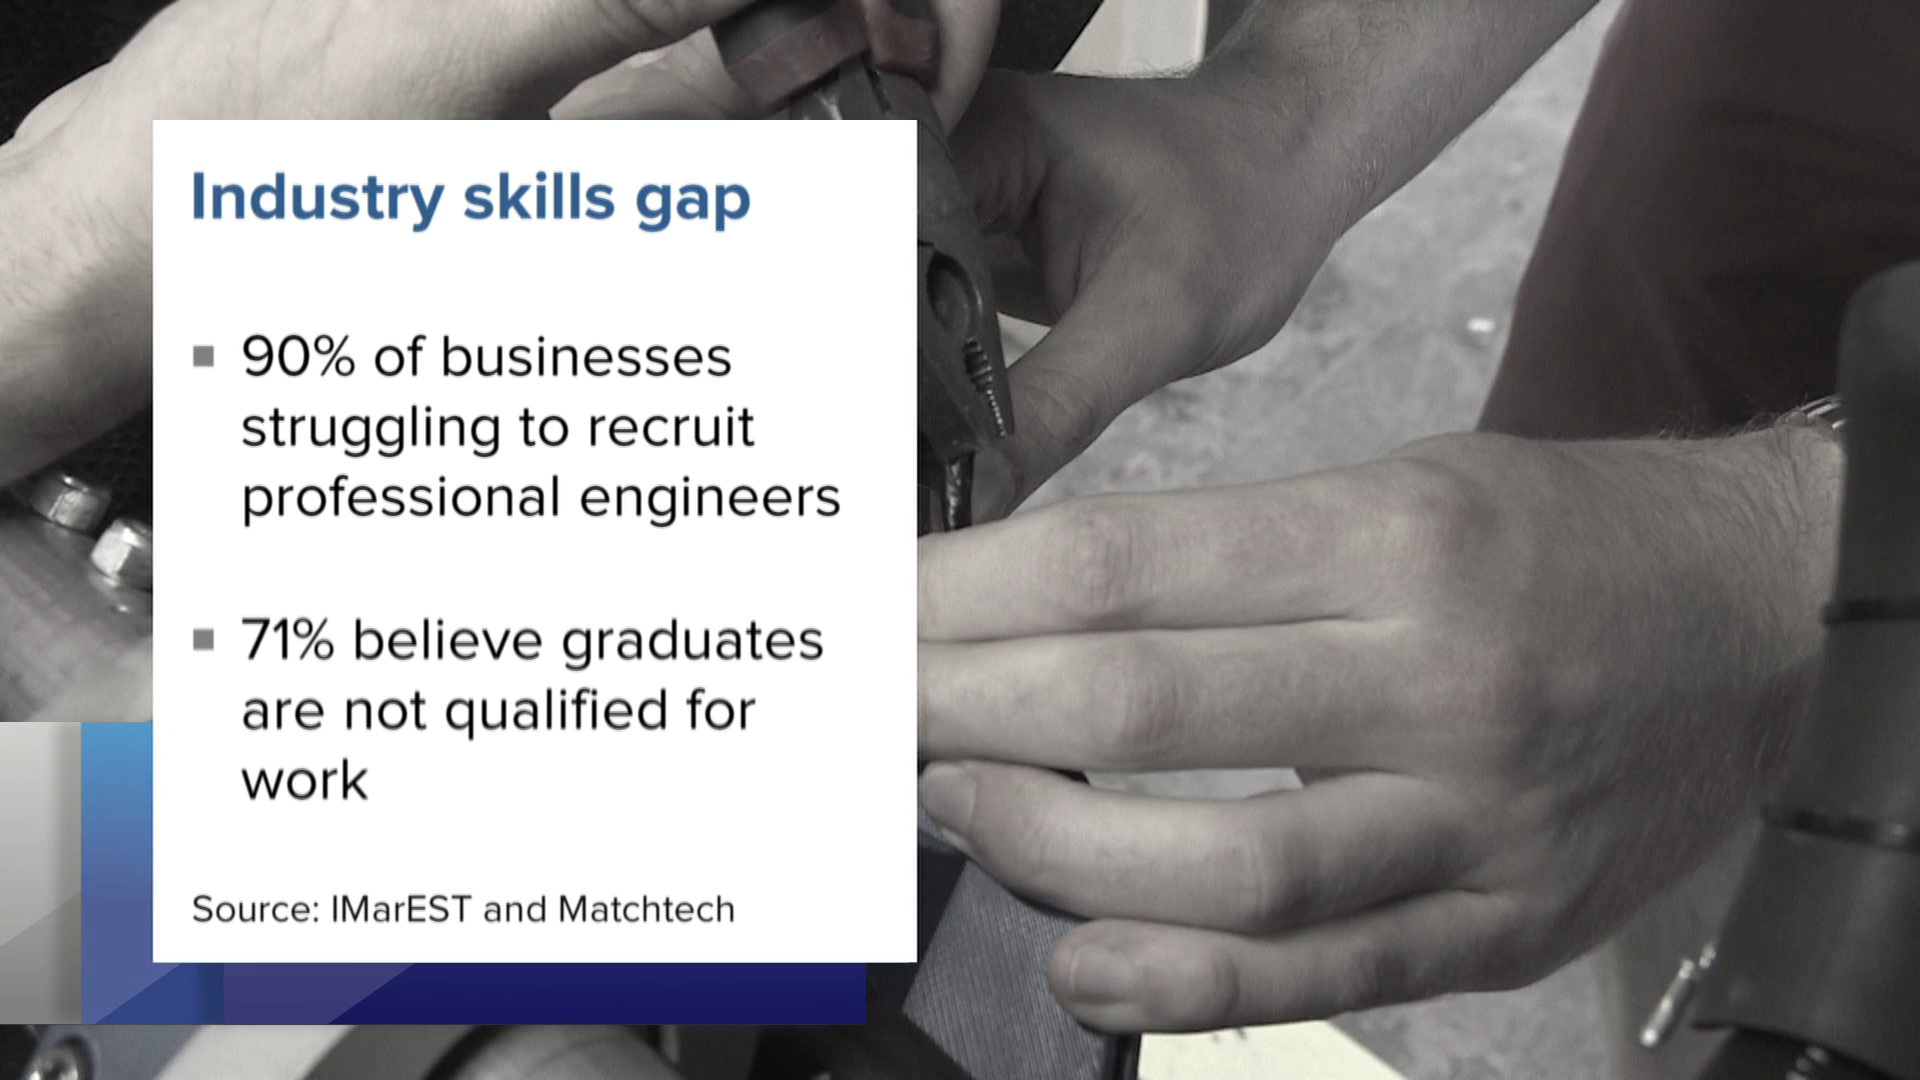 Industry skills gap
90% of businesses
struggling to recruit
professional engineers
71% believe graduates
are not qualified for
work
Source: IMarEST and Matchtech